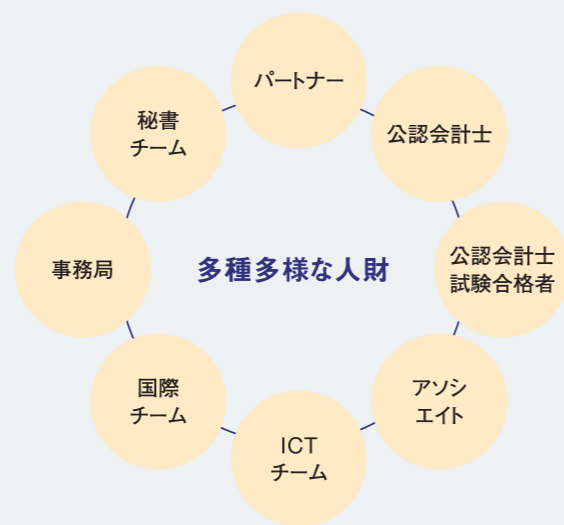 パートナー
公認会計士
公認会計士
試験合格者
アソシ
エイト
ICT
チーム
国際
チーム
事務局
秘書
チーム
多種多様な人財